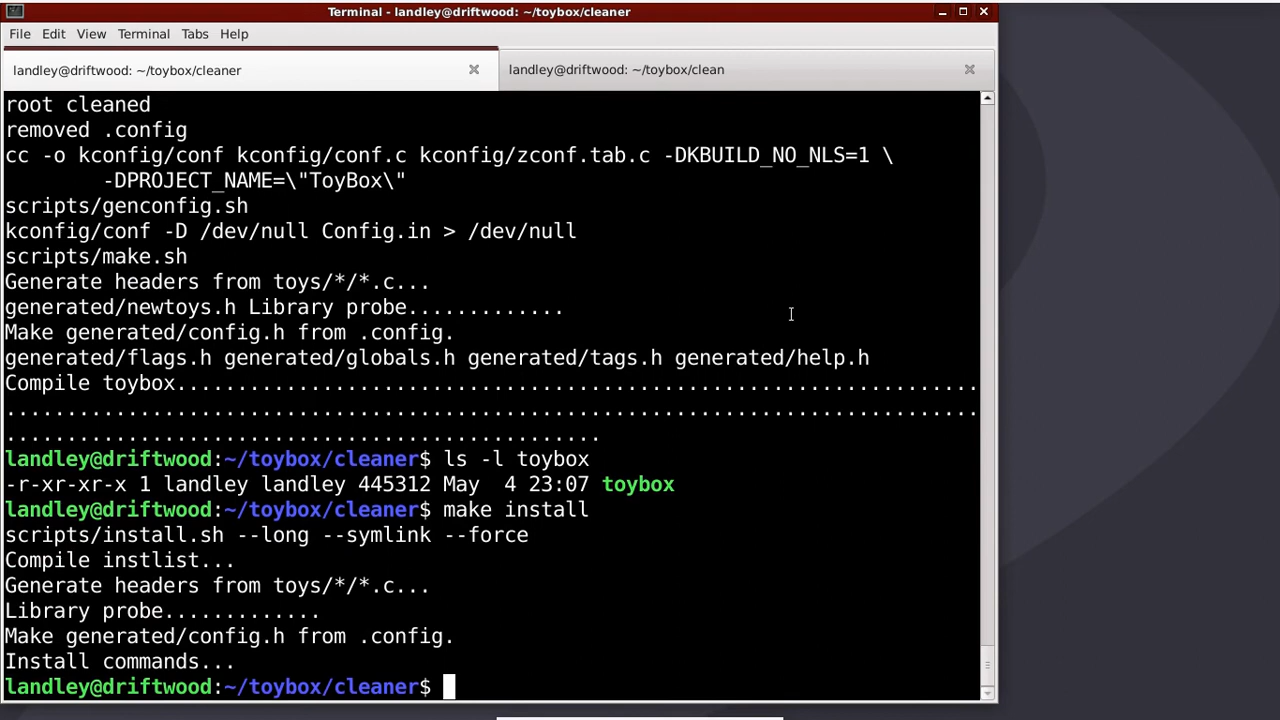 Terminal - landley@driftwood: ~/toybox/cleaner
File Edit View Terminal Tabs Help
landley@driftwood: ~/toybox/cleaner landley@driftwood: ~/toybox/clean
root cleaned
removed .config
cc -o kconfig/conf kconfig/conf.c kconfig/zconf.tab.c -DKBUILD_NO_NLS=1 \
        -DPROJECT_NAME=\"ToyBox\"
scripts/genconfig.sh
kconfig/conf -D /dev/null Config.in > /dev/null
scripts/make.sh
Generate headers from toys/*/*.c...
generated/newtoys.h Library probe.............
Make generated/config.h from .config.
generated/flags.h generated/globals.h generated/tags.h generated/help.h
Compile toybox..................................................................
................................................................................
.................................................
landley@driftwood:~/toybox/cleaner$ ls -l toybox
-r-xr-xr-x 1 landley landley 445312 May  4 23:07 toybox
landley@driftwood:~/toybox/cleaner$ make install
scripts/install.sh --long --symlink --force
Compile instlist...
Generate headers from toys/*/*.c...
Library probe.............
Make generated/config.h from .config.
Install commands...
landley@driftwood:~/toybox/cleaner$